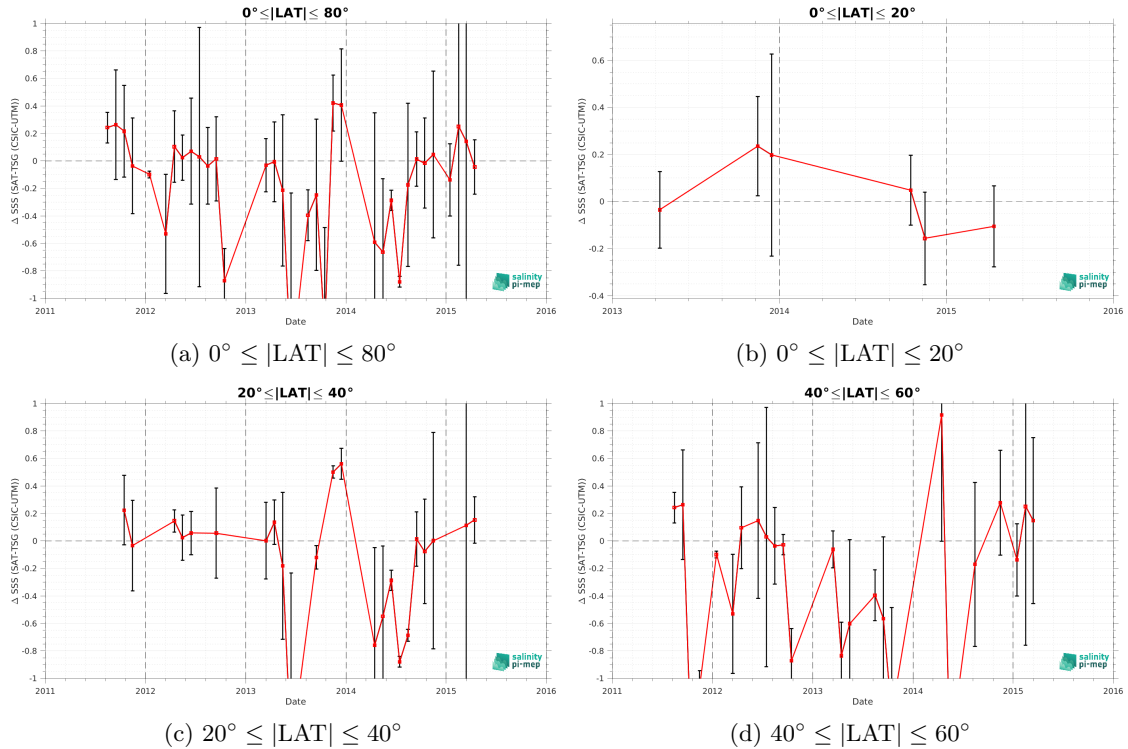 0°≤|LAT|≤ 80°
Δ SSS (SAT-TSG (CSIC-UTM))
1
0.8
0.6
0.4
0.2
0
-0.2
-0.4
-0.6
-0.8
-1
2011 2012 2013 2014 2015 2016
Date
salinity
pi-mep
(a) 0° ≤ |LAT| ≤ 80°
0°≤|LAT|≤ 20°
Δ SSS (SAT-TSG (CSIC-UTM))
0.6
0.4
0.2
0
-0.2
-0.4
2013 2014 2015 2016
Date
salinity
pi-mep
(b) 0° ≤ |LAT| ≤ 20°
20°≤|LAT|≤ 40°
Δ SSS (SAT-TSG (CSIC-UTM))
1
0.8
0.6
0.4
0.2
0
-0.2
-0.4
-0.6
-0.8
-1
2011 2012 2013 2014 2015 2016
Date
salinity
pi-mep
(c) 20° ≤ |LAT| ≤ 40°
40°≤|LAT|≤ 60°
Δ SSS (SAT-TSG (CSIC-UTM))
1
0.8
0.6
0.4
0.2
0
-0.2
-0.4
-0.6
-0.8
-1
2011 2012 2013 2014 2015 2016
Date
salinity
pi-mep
(d) 40° ≤ |LAT| ≤ 60°